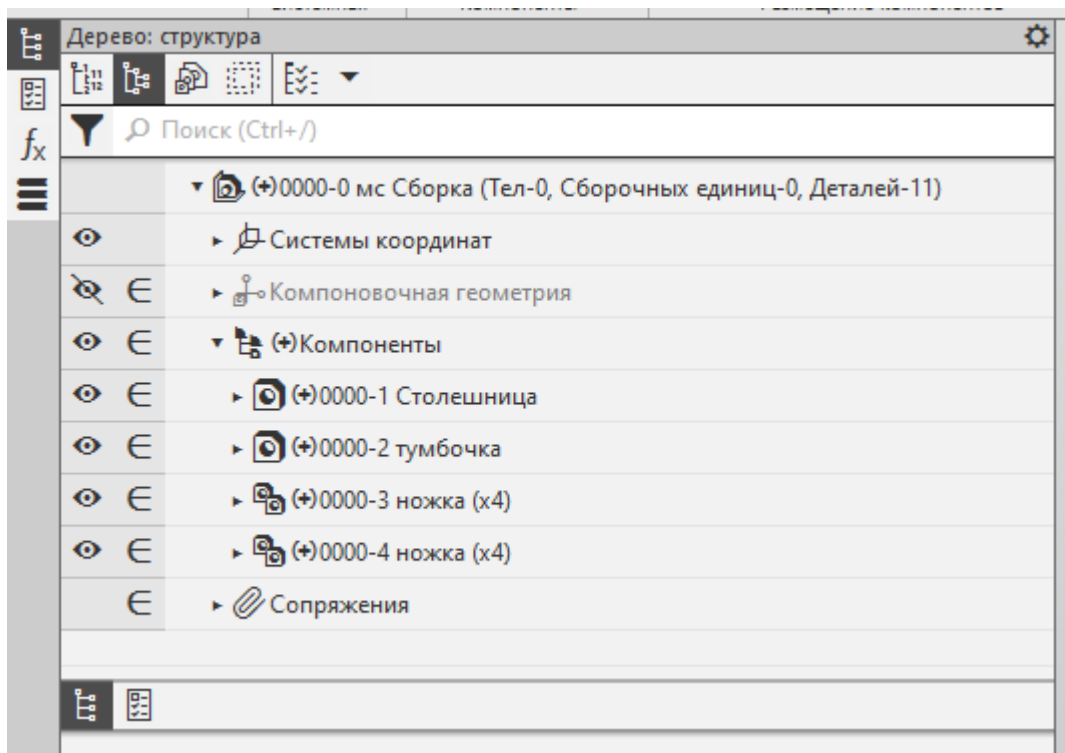 Дерево: структура
Поиск (Ctrl+/)
(+)0000-0 мс Сборка (Тел-0, Сборочных единиц-0, Деталей-11)
Системы координат
Компоновочная геометрия
(+)Компоненты
(+)0000-1 Столешница
(+)0000-2 тумбочка
(+)0000-3 ножка (x4)
(+)0000-4 ножка (x4)
Сопряжения